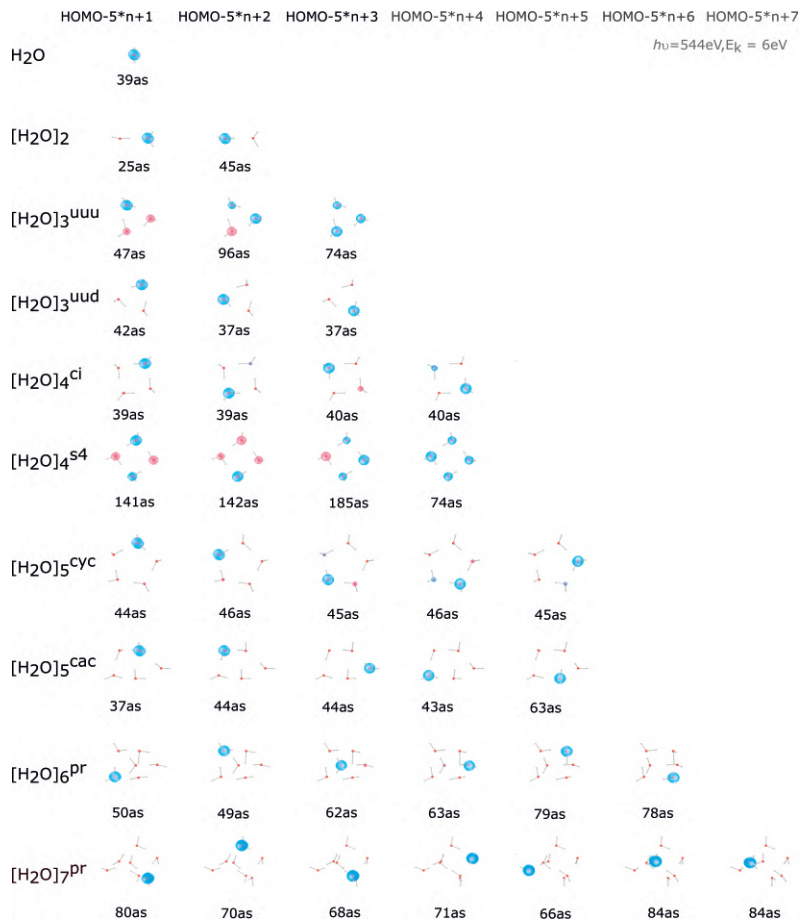 HOMO-5*n+1 HOMO-5*n+2 HOMO-5*n+3 HOMO-5*n+4 HOMO-5*n+5 HOMO-5*n+6 HOMO-5*n+7
hυ=544eV,Ek = 6eV
H2O
39as
[H2O]2
25as 45as
[H2O]3uuu
47as 96as 74as
[H2O]3uud
42as 37as 37as
[H2O]4ci
39as 39as 40as 40as
[H2O]4s4
141as 142as 185as 74as
[H2O]5cyc
44as 46as 45as 46as 45as
[H2O]5cac
37as 44as 44as 43as 63as
[H2O]6pr
50as 49as 62as 63as 79as 78as
[H2O]7pr
80as 70as 68as 71as 66as 84as 84as